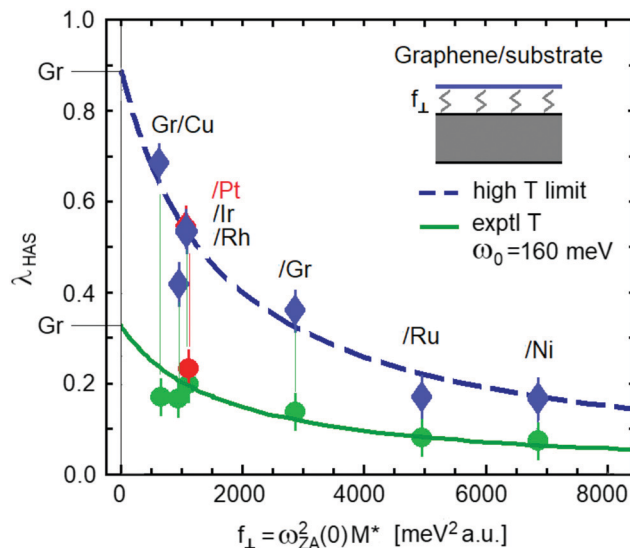 1.0
0.8
0.6
0.4
0.2
0.0
Gr
Gr
λHAS
Gr/Cu
/Pt
/Ir
/Rh
/Gr
/Ru
/Ni
Graphene/substrate
f⊥
high T limit
exptl T
ω₀=160 meV
0 2000 4000 6000 8000
f⊥ = ω²ZA(0) M* [meV² a.u.]